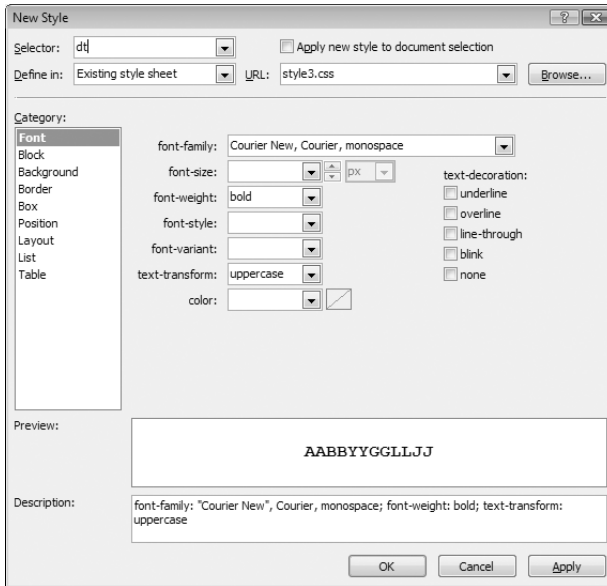 New Style
Selector: dt Apply new style to document selection
Define in: Existing style sheet URL: style3.css Browse...
Category:
Font
Block
Background
Border
Box
Position
Layout
List
Table
font-family: Courier New, Courier, monospace
font-size: px
font-weight: bold
font-style:
font-variant:
text-transform: uppercase
color:
text-decoration:
underline
overline
line-through
blink
none
Preview:
AABBYYGGLLJJ
Description:
font-family: "Courier New", Courier, monospace; font-weight: bold; text-transform:
uppercase
OK Cancel Apply